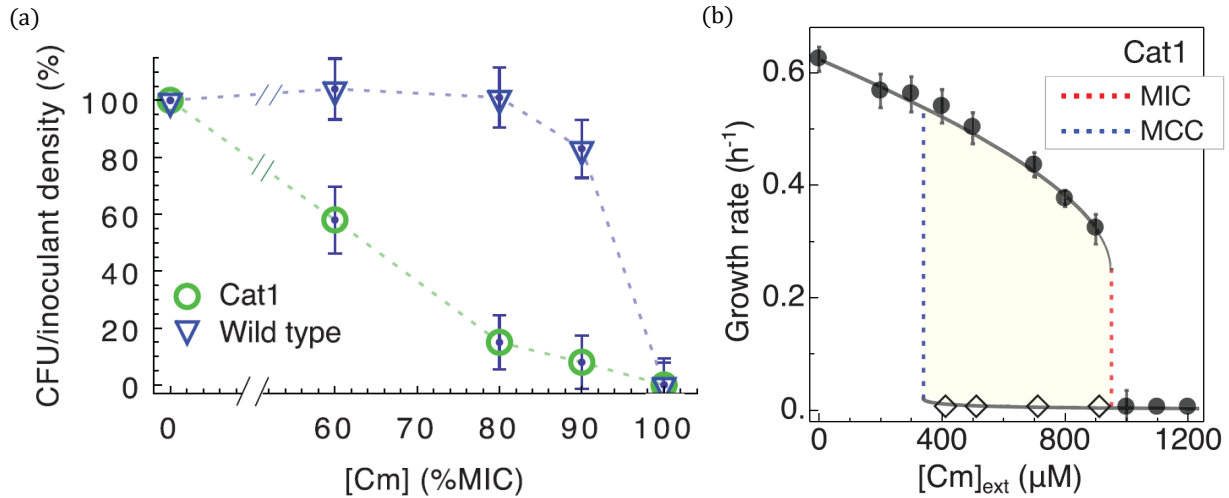 (a)
CFU/inoculant density (%)
100
80
60
40
20
0
Cat1
Wild type
0
60
70
80
90
100
[Cm] (%MIC)
(b)
Growth rate (h⁻¹)
0.6
0.4
0.2
0.
Cat1
MIC
MCC
0
400
800
1200
[Cm]ext (µM)